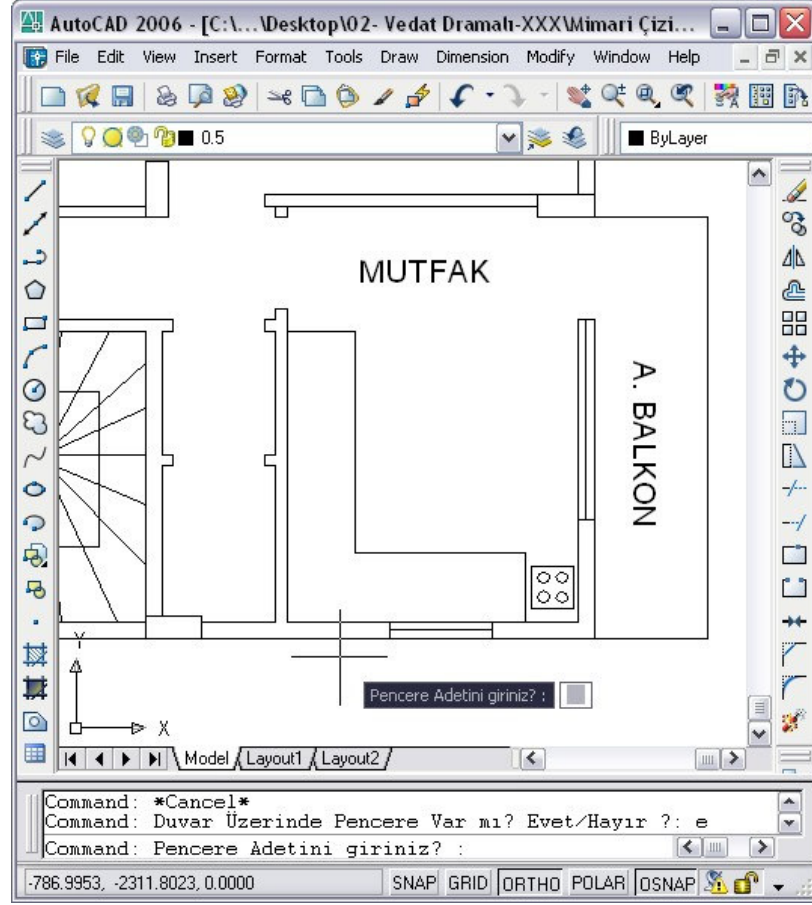 AutoCAD 2006 - [C:\...\Desktop\02- Vedat Dramalı-XXX\Mimari Çizi...
File Edit View Insert Format Tools Draw Dimension Modify Window Help
0.5 ByLayer
MUTFAK
A. BALKON
Y
Pencere Adetini giriniz? :
X
Model Layout1 Layout2
Command: *Cancel*
Command: Duvar Üzerinde Pencere Var mı? Evet/Hayır ?: e
Command: Pencere Adetini giriniz? :
-786.9953, -2311.8023, 0.0000 SNAP GRID ORTHO POLAR OSNAP